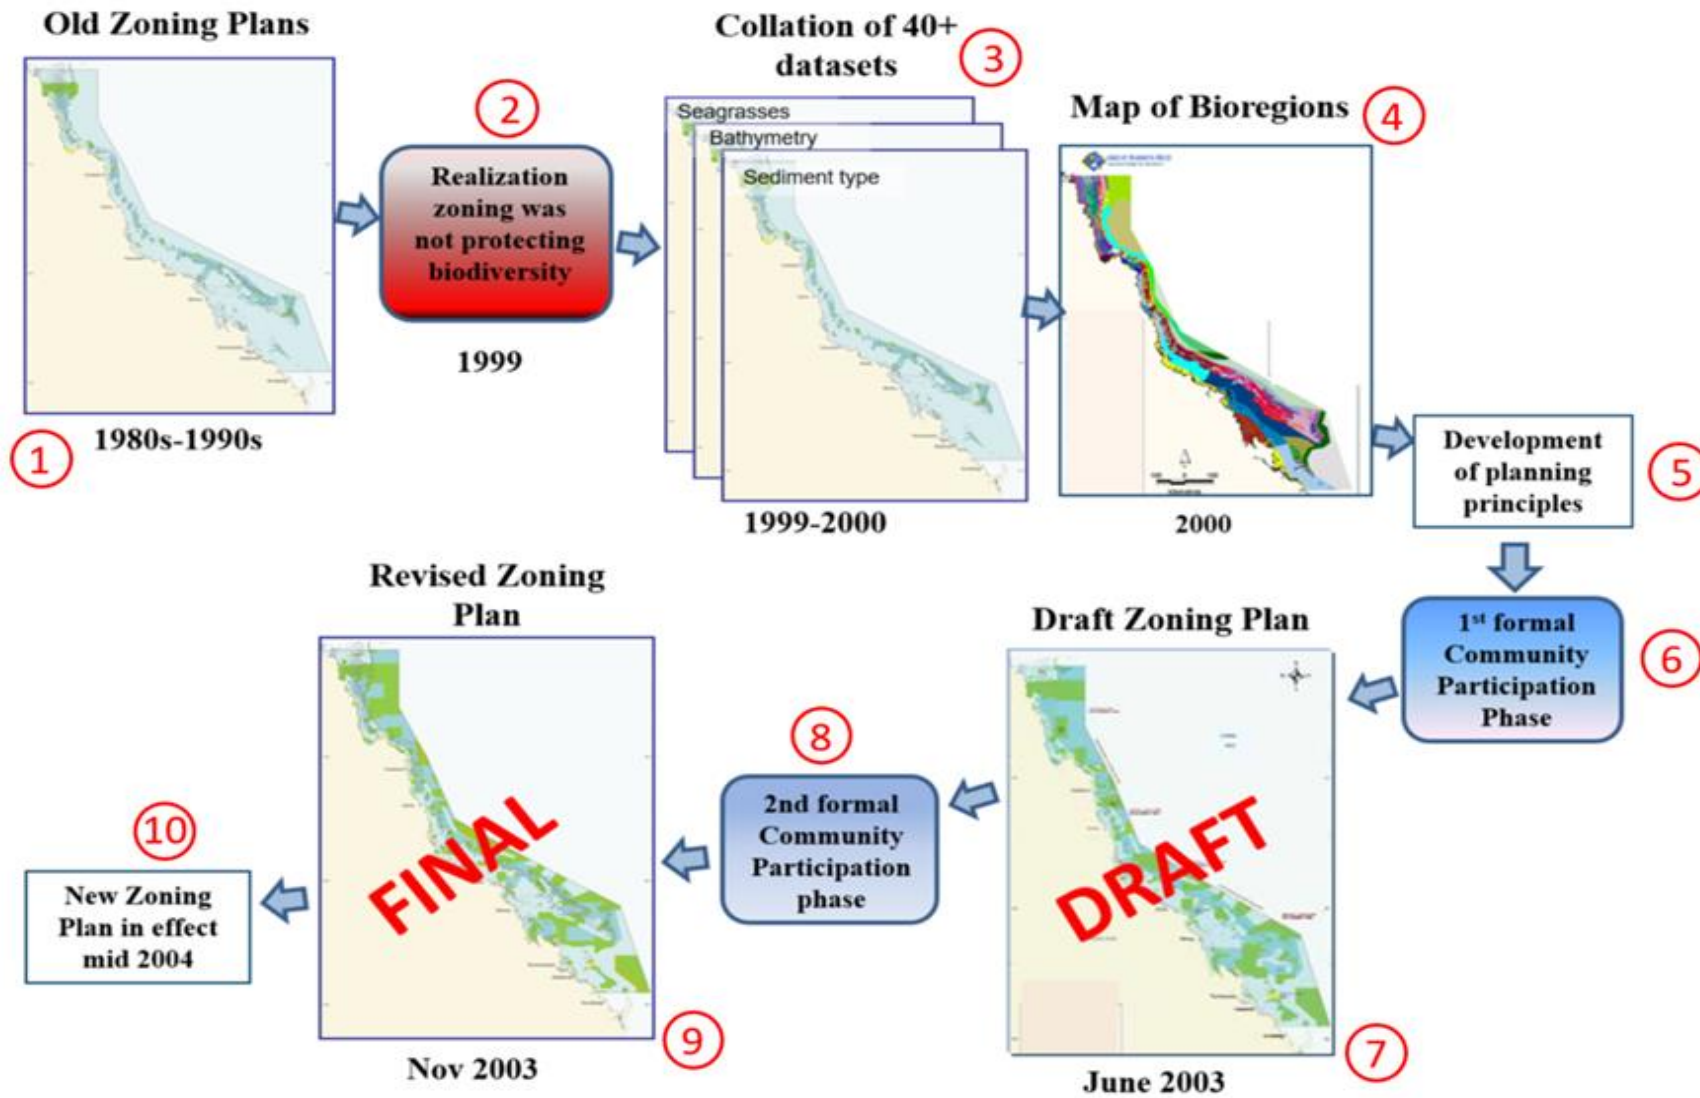 Old Zoning Plans
1
1980s-1990s
2
Realization
zoning was
not protecting
biodiversity
1999
Collation of 40+
datasets
3
Seagrasses
Bathymetry
Sediment type
1999-2000
Map of Bioregions
4
2000
Development
of planning
principles
5
1st formal
Community
Participation
Phase
6
Draft Zoning Plan
DRAFT
7
June 2003
8
2nd formal
Community
Participation
phase
Revised Zoning
Plan
FINAL
9
Nov 2003
10
New Zoning
Plan in effect
mid 2004